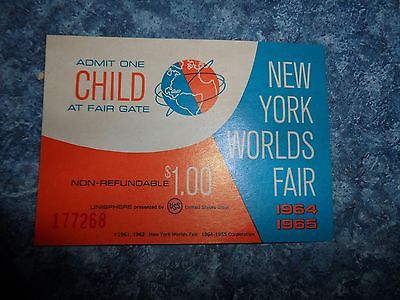 ADMIT ONE
CHILD
AT FAIR GATE
NEW
YORK
WORLDS
FAIR
1964
1965
NON-REFUNDABLE $1.00
UNISPHERE presented by USS United States Steel
177268
©1961, 1962 New York Worlds Fair 1964-1965 Corporation